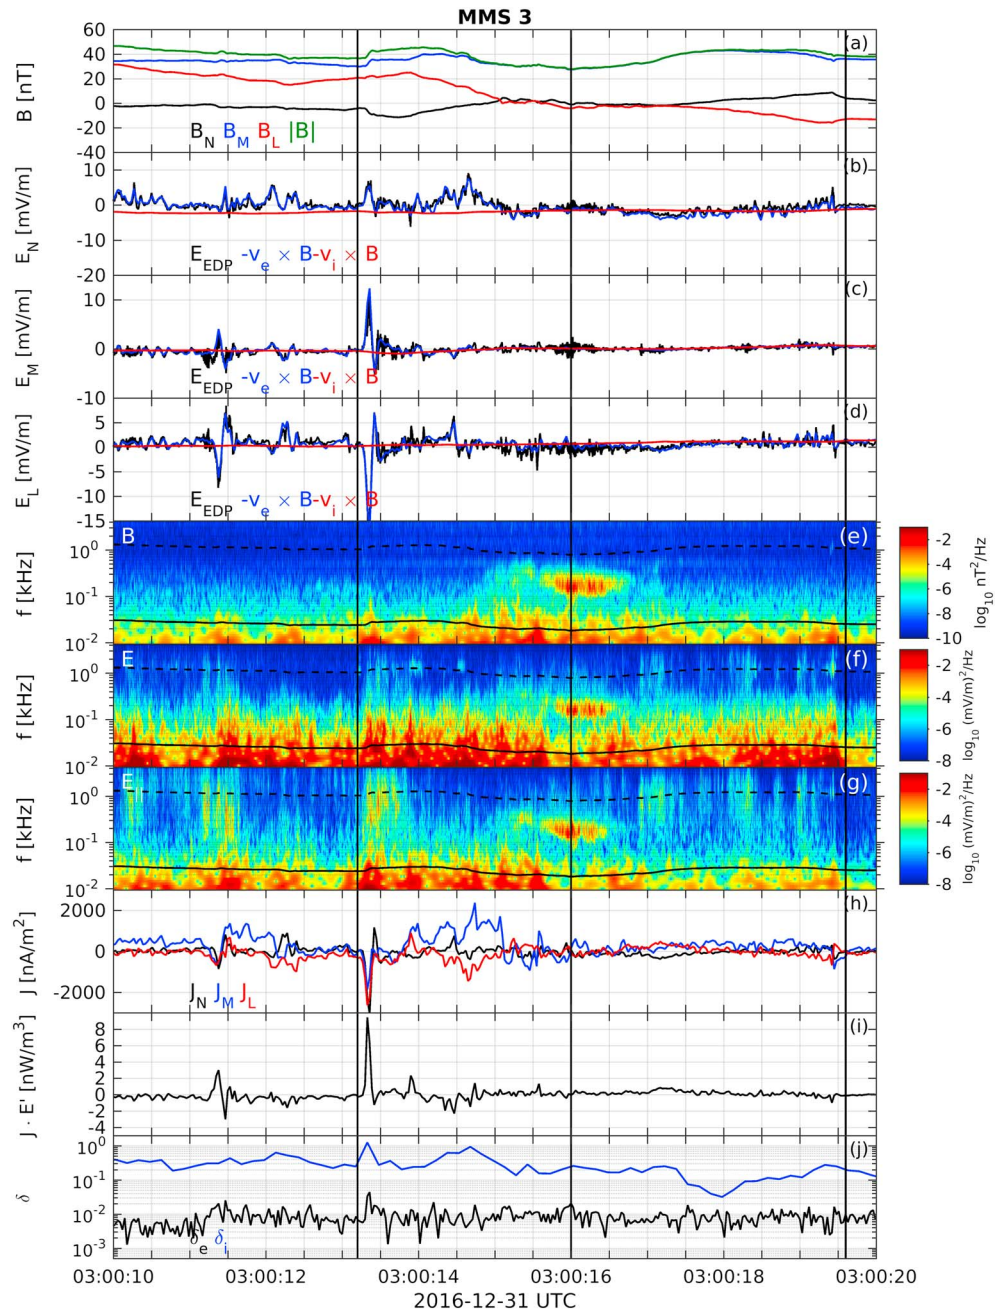 MMS 3
60
40
20
0
-20
-40
B [nT]
(a)
B_N B_M B_L |B|
10
0
-10
-20
E_N [mV/m]
(b)
E_EDP -v_e × B -v_i × B
10
0
-10
E_M [mV/m]
(c)
E_EDP -v_e × B -v_i × B
5
0
-5
-10
-15
E_L [mV/m]
(d)
E_EDP -v_e × B -v_i × B
10^0
10^-1
10^-2
f [kHz]
B
(e)
-2
-4
-6
-8
-10
log_10 nT^2/Hz
10^0
10^-1
10^-2
f [kHz]
E
(f)
-2
-4
-6
-8
log_10 (mV/m)^2/Hz
10^0
10^-1
10^-2
f [kHz]
E
(g)
-2
-4
-6
-8
log_10 (mV/m)^2/Hz
2000
0
-2000
J [nA/m^2]
(h)
J_N J_M J_L
8
6
4
2
0
-2
-4
J · E' [nW/m^3]
(i)
10^0
10^-1
10^-2
10^-3
δ
(j)
δ_e δ_i
03:00:10 03:00:12 03:00:14 03:00:16 03:00:18 03:00:20
2016-12-31 UTC